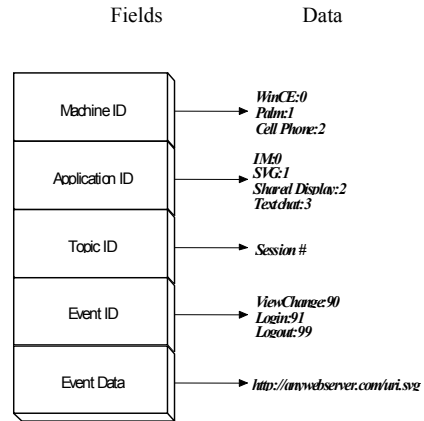 Fields Data
Machine ID
WinCE:0
Palm:1
Cell Phone:2
Application ID
IM:0
SVG:1
Shared Display:2
Textchat:3
Topic ID
Session #
Event ID
ViewChange:90
Login:91
Logout:99
Event Data
http://anywebserver.com/uri.svg